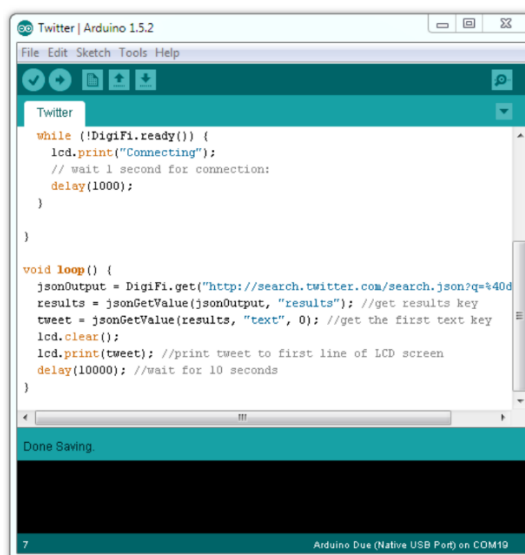 Twitter | Arduino 1.5.2
File Edit Sketch Tools Help
Twitter
while (!DigiFi.ready()) {
lcd.print("Connecting");
// wait 1 second for connection:
delay(1000);
}
}
void loop() {
jsonOutput = DigiFi.get("http://search.twitter.com/search.json?q=%40d
results = jsonGetValue(jsonOutput, "results"); //get results key
tweet = jsonGetValue(results, "text", 0); //get the first text key
lcd.clear();
lcd.print(tweet); //print tweet to first line of LCD screen
delay(10000); //wait for 10 seconds
}
Done Saving.
7 Arduino Due (Native USB Port) on COM19